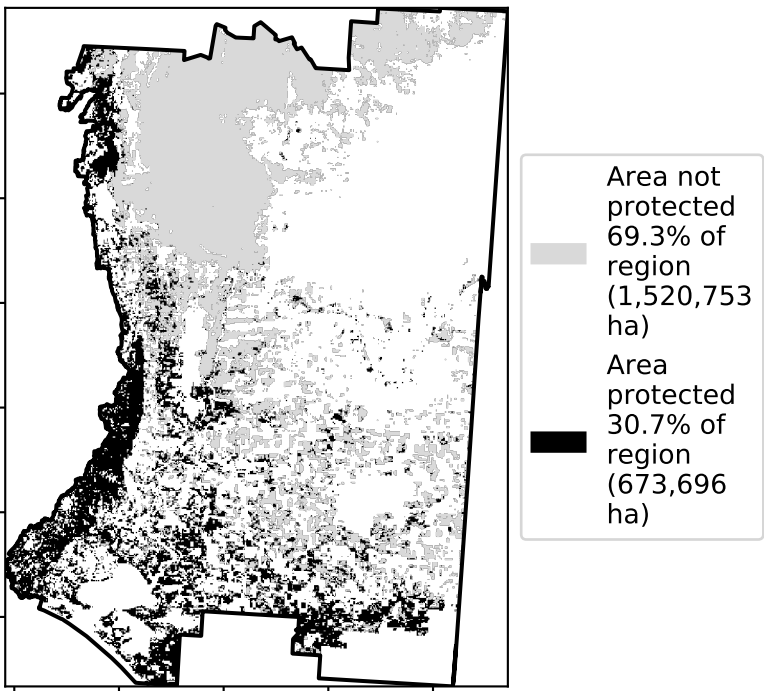 Area not
protected
69.3% of
region
(1,520,753
ha)
Area
protected
30.7% of
region
(673,696
ha)